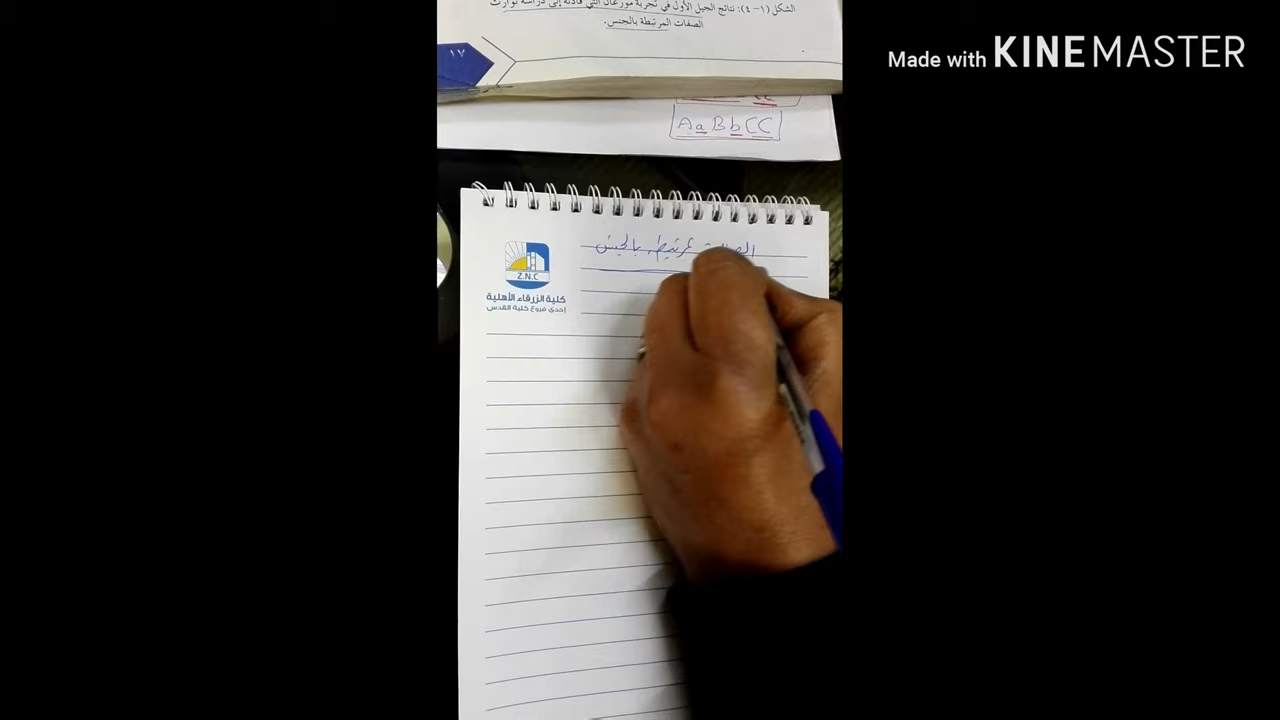 الشكل (١-٤): نتائج الجيل الأول في تجربة مورغان التي قادته إلى دراسة توارث
الصفات المرتبطة بالجنس.
١٧
Made with KINEMASTER
AaBbCC
مرتبطة بالجنس
Z.N.C
كلية الزرقاء الأهلية
إحدى فروع كلية القدس